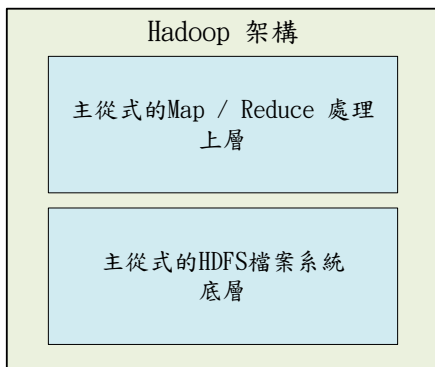 Hadoop 架構
主從式的Map / Reduce 處理
上層
主從式的HDFS檔案系統
底層